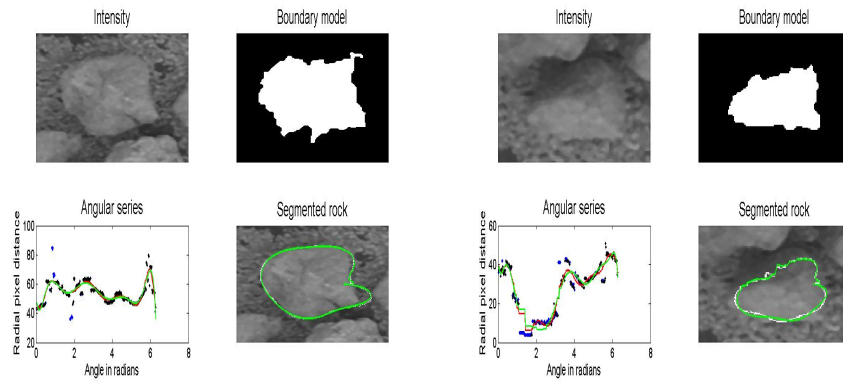 Intensity
Boundary model
Intensity
Boundary model
Angular series
Segmented rock
Angular series
Segmented rock
Radial pixel distance
100
80
60
40
20
0 2 4 6 8
Angle in radians
Radial pixel distance
60
40
20
0
0 2 4 6 8
Angle in radians